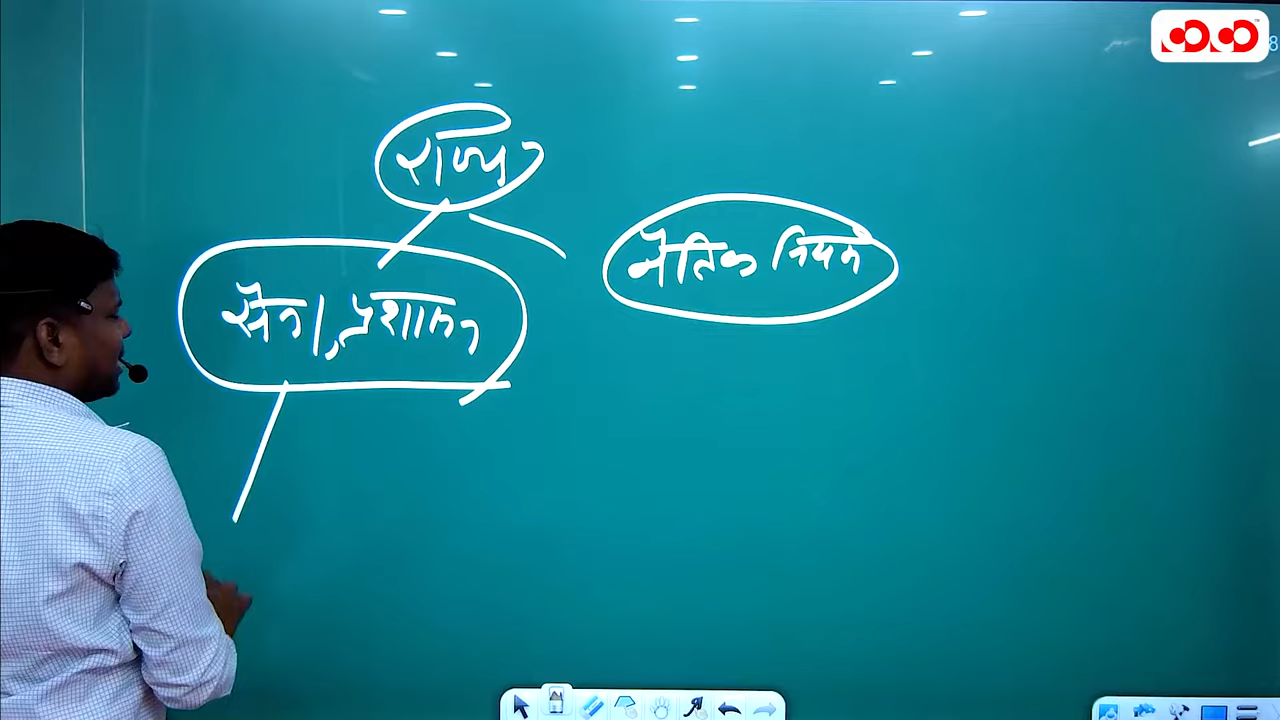 राज्य
नैतिक नियम
सेना, प्रशासन